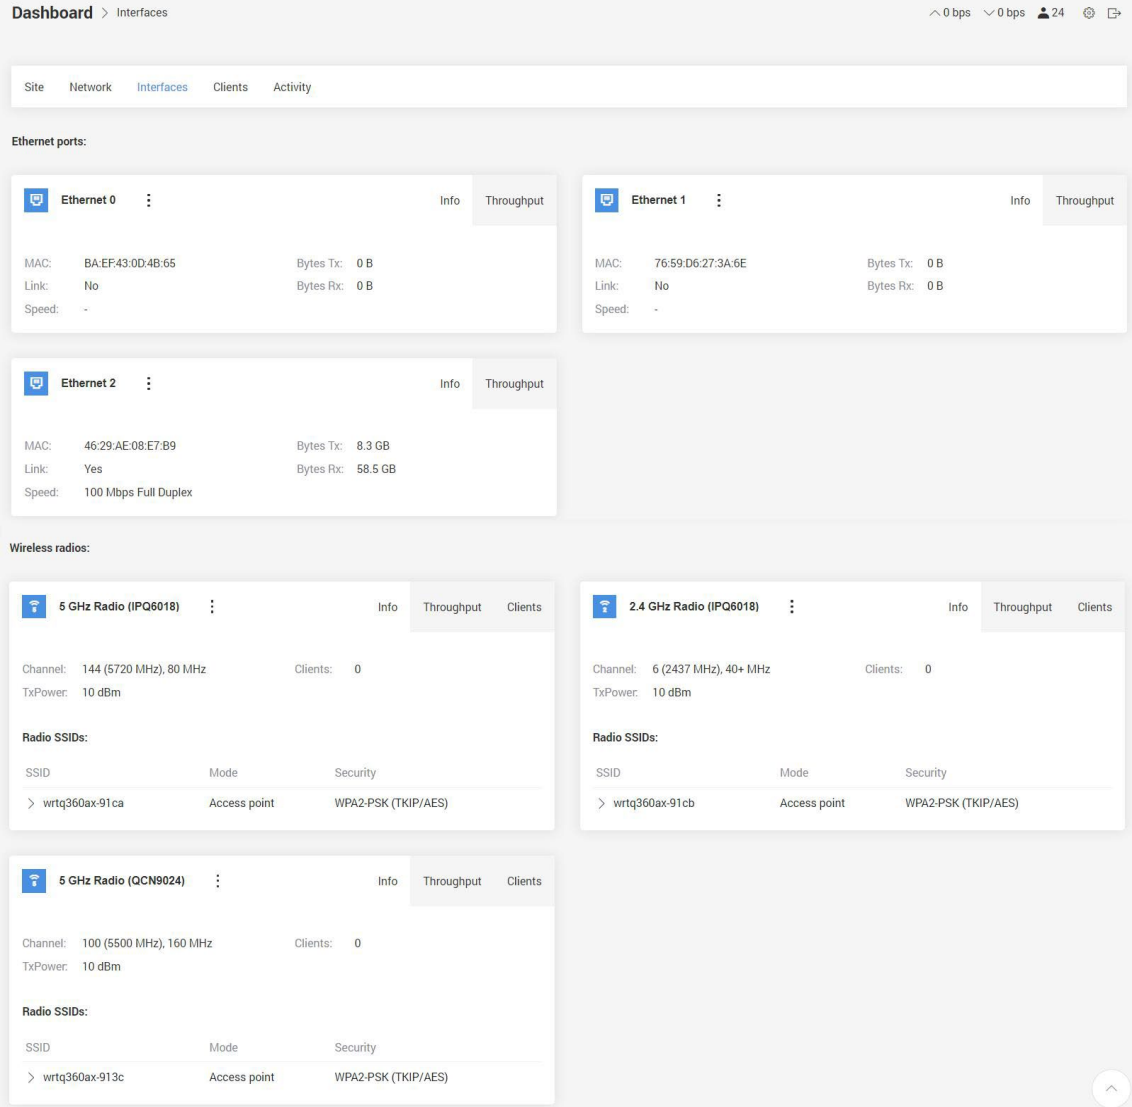 Dashboard > Interfaces 0 bps 0 bps 24
Site Network Interfaces Clients Activity
Ethernet ports:
Ethernet 0 Info Throughput
MAC: BA:EF:43:0D:4B:65 Bytes Tx: 0 B
Link: No Bytes Rx: 0 B
Speed: -
Ethernet 1 Info Throughput
MAC: 76:59:D6:27:3A:6E Bytes Tx: 0 B
Link: No Bytes Rx: 0 B
Speed: -
Ethernet 2 Info Throughput
MAC: 46:29:AE:08:E7:B9 Bytes Tx: 8.3 GB
Link: Yes Bytes Rx: 58.5 GB
Speed: 100 Mbps Full Duplex
Wireless radios:
5 GHz Radio (IPQ6018) Info Throughput Clients
Channel: 144 (5720 MHz), 80 MHz Clients: 0
TxPower: 10 dBm
Radio SSIDs:
SSID Mode Security
wrtq360ax-91ca Access point WPA2-PSK (TKIP/AES)
2.4 GHz Radio (IPQ6018) Info Throughput Clients
Channel: 6 (2437 MHz), 40+ MHz Clients: 0
TxPower: 10 dBm
Radio SSIDs:
SSID Mode Security
wrtq360ax-91cb Access point WPA2-PSK (TKIP/AES)
5 GHz Radio (QCN9024) Info Throughput Clients
Channel: 100 (5500 MHz), 160 MHz Clients: 0
TxPower: 10 dBm
Radio SSIDs:
SSID Mode Security
wrtq360ax-913c Access point WPA2-PSK (TKIP/AES)